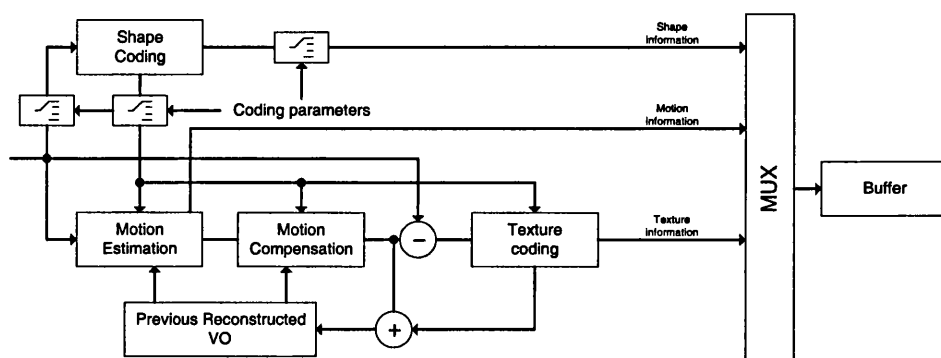 Shape
Coding
Shape
information
Coding parameters
Motion
information
MUX
Buffer
Motion
Estimation
Motion
Compensation
−
Texture
coding
Texture
information
Previous Reconstructed
VO
+